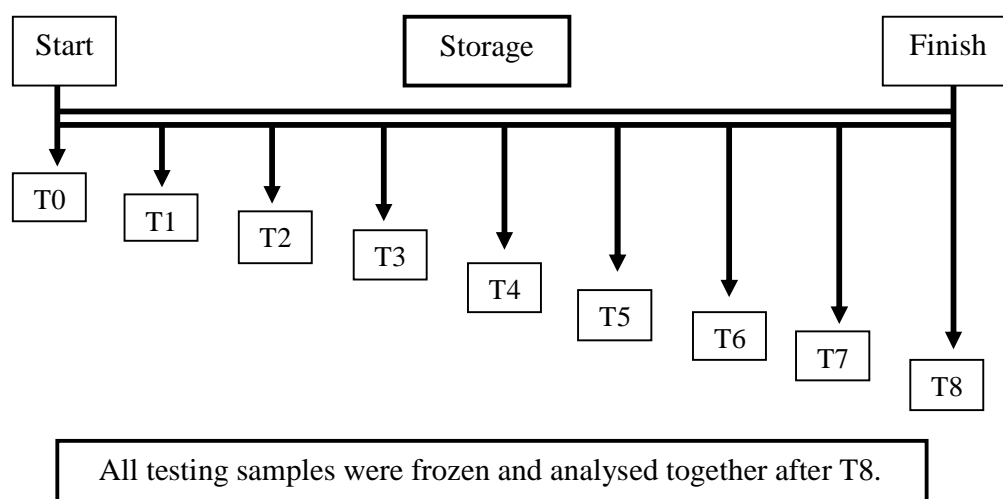 Start
Storage
Finish
T0
T1
T2
T3
T4
T5
T6
T7
T8
All testing samples were frozen and analysed together after T8.